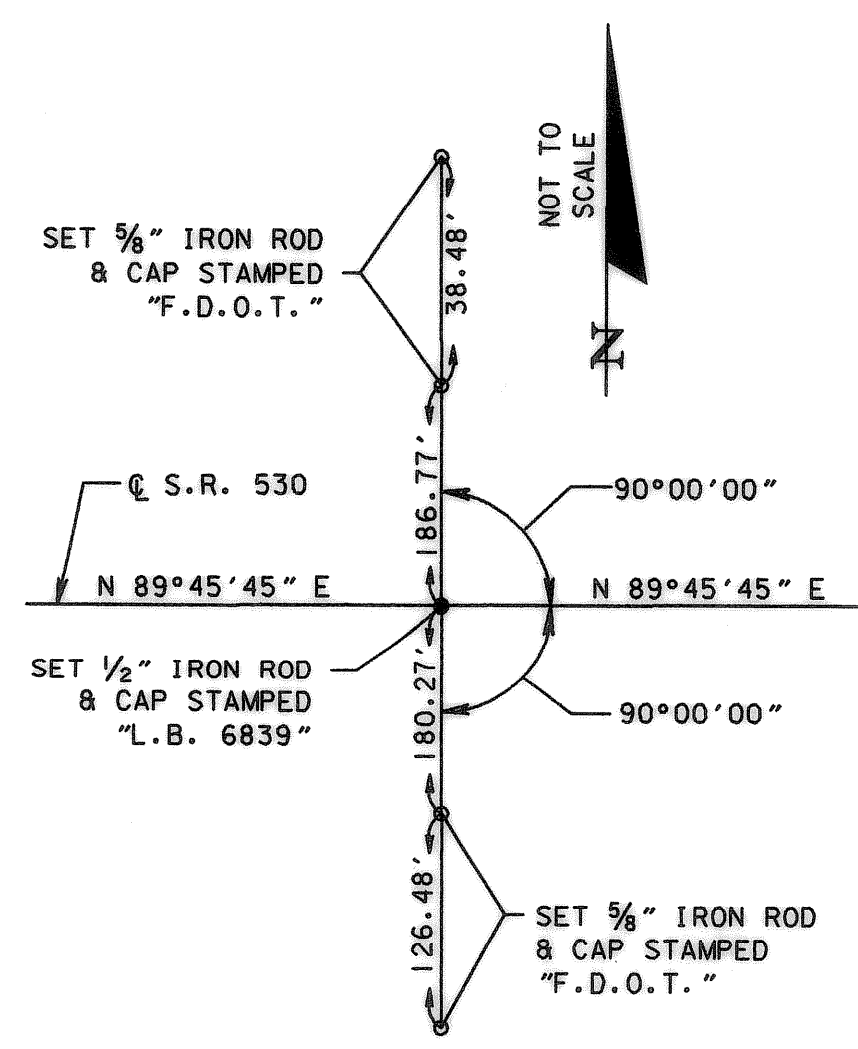 NOT TO
SCALE
N
SET 5/8" IRON ROD
& CAP STAMPED
"F.D.O.T."
38.48'
186.77'
℄ S.R. 530
90°00'00"
N 89°45'45" E
N 89°45'45" E
SET 1/2" IRON ROD
& CAP STAMPED
"L.B. 6839"
180.27'
90°00'00"
126.48'
SET 5/8" IRON ROD
& CAP STAMPED
"F.D.O.T."